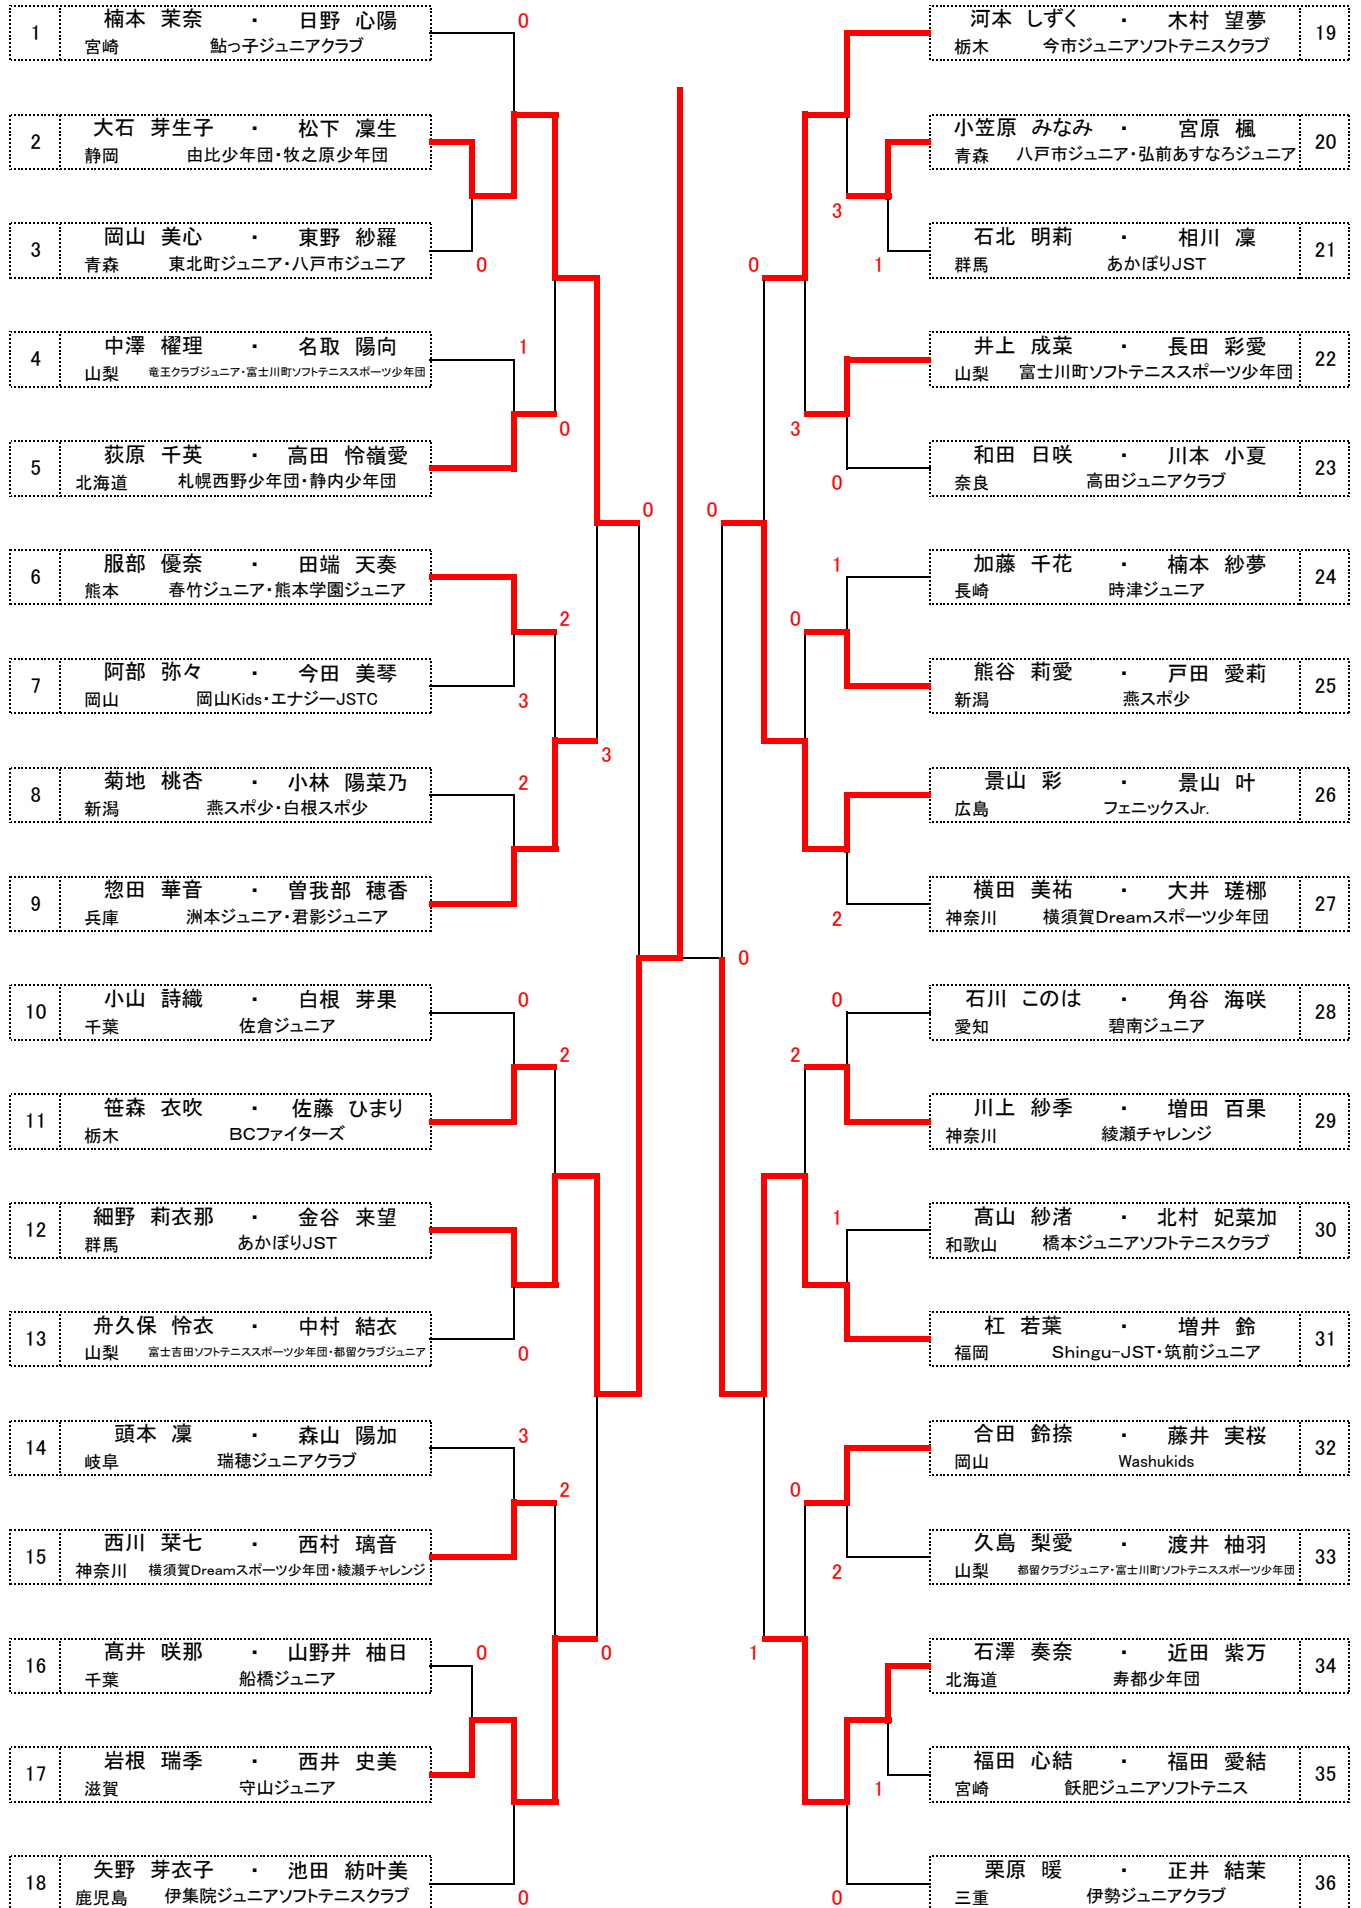 1 楠本 茉奈 ・ 日野 心陽
宮崎 鮎っ子ジュニアクラブ
0
2 大石 芽生子 ・ 松下 凜生
静岡 由比少年団・牧之原少年団
3 岡山 美心 ・ 東野 紗羅
青森 東北町ジュニア・八戸市ジュニア
0
4 中澤 櫂理 ・ 名取 陽向
山梨 竜王クラブジュニア・富士川町ソフトテニススポーツ少年団
1
0
5 荻原 千英 ・ 高田 怜嶺愛
北海道 札幌西野少年団・静内少年団
0
6 服部 優奈 ・ 田端 天奏
熊本 春竹ジュニア・熊本学園ジュニア
2
7 阿部 弥々 ・ 今田 美琴
岡山 岡山Kids・エナジーJSTC
3
3
8 菊地 桃杏 ・ 小林 陽菜乃
新潟 燕スポ少・白根スポ少
2
9 惣田 華音 ・ 曽我部 穂香
兵庫 洲本ジュニア・君影ジュニア
10 小山 詩織 ・ 白根 芽果
千葉 佐倉ジュニア
0
2
11 笹森 衣吹 ・ 佐藤 ひまり
栃木 BCファイターズ
12 細野 莉衣那 ・ 金谷 来望
群馬 あかぼりJST
13 舟久保 怜衣 ・ 中村 結衣
山梨 富士吉田ソフトテニススポーツ少年団・都留クラブジュニア
0
14 頭本 凜 ・ 森山 陽加
岐阜 瑞穂ジュニアクラブ
3
2
15 西川 栞七 ・ 西村 璃音
神奈川 横須賀Dreamスポーツ少年団・綾瀬チャレンジ
16 髙井 咲那 ・ 山野井 柚日
千葉 船橋ジュニア
0
0
17 岩根 瑞季 ・ 西井 史美
滋賀 守山ジュニア
18 矢野 芽衣子 ・ 池田 紡叶美
鹿児島 伊集院ジュニアソフトテニスクラブ
0
河本 しずく ・ 木村 望夢 19
栃木 今市ジュニアソフトテニスクラブ
小笠原 みなみ ・ 宮原 楓 20
青森 八戸市ジュニア・弘前あすなろジュニア
3
石北 明莉 ・ 相川 凜 21
群馬 あかぼりJST
0
1
井上 成菜 ・ 長田 彩愛 22
山梨 富士川町ソフトテニススポーツ少年団
3
和田 日咲 ・ 川本 小夏 23
奈良 高田ジュニアクラブ
0
0
加藤 千花 ・ 楠本 紗夢 24
長崎 時津ジュニア
1
0
熊谷 莉愛 ・ 戸田 愛莉 25
新潟 燕スポ少
景山 彩 ・ 景山 叶 26
広島 フェニックスJr.
横田 美祐 ・ 大井 瑳梛 27
神奈川 横須賀Dreamスポーツ少年団
2
0
石川 このは ・ 角谷 海咲 28
愛知 碧南ジュニア
0
2
川上 紗季 ・ 増田 百果 29
神奈川 綾瀬チャレンジ
髙山 紗渚 ・ 北村 妃菜加 30
和歌山 橋本ジュニアソフトテニスクラブ
1
杠 若葉 ・ 増井 鈴 31
福岡 Shingu-JST・筑前ジュニア
合田 鈴捺 ・ 藤井 実桜 32
岡山 Washukids
0
久島 梨愛 ・ 渡井 柚羽 33
山梨 都留クラブジュニア・富士川町ソフトテニススポーツ少年団
2
石澤 奏奈 ・ 近田 紫万 34
北海道 寿都少年団
1
福田 心結 ・ 福田 愛結 35
宮崎 飫肥ジュニアソフトテニス
1
栗原 暖 ・ 正井 結茉 36
三重 伊勢ジュニアクラブ
0